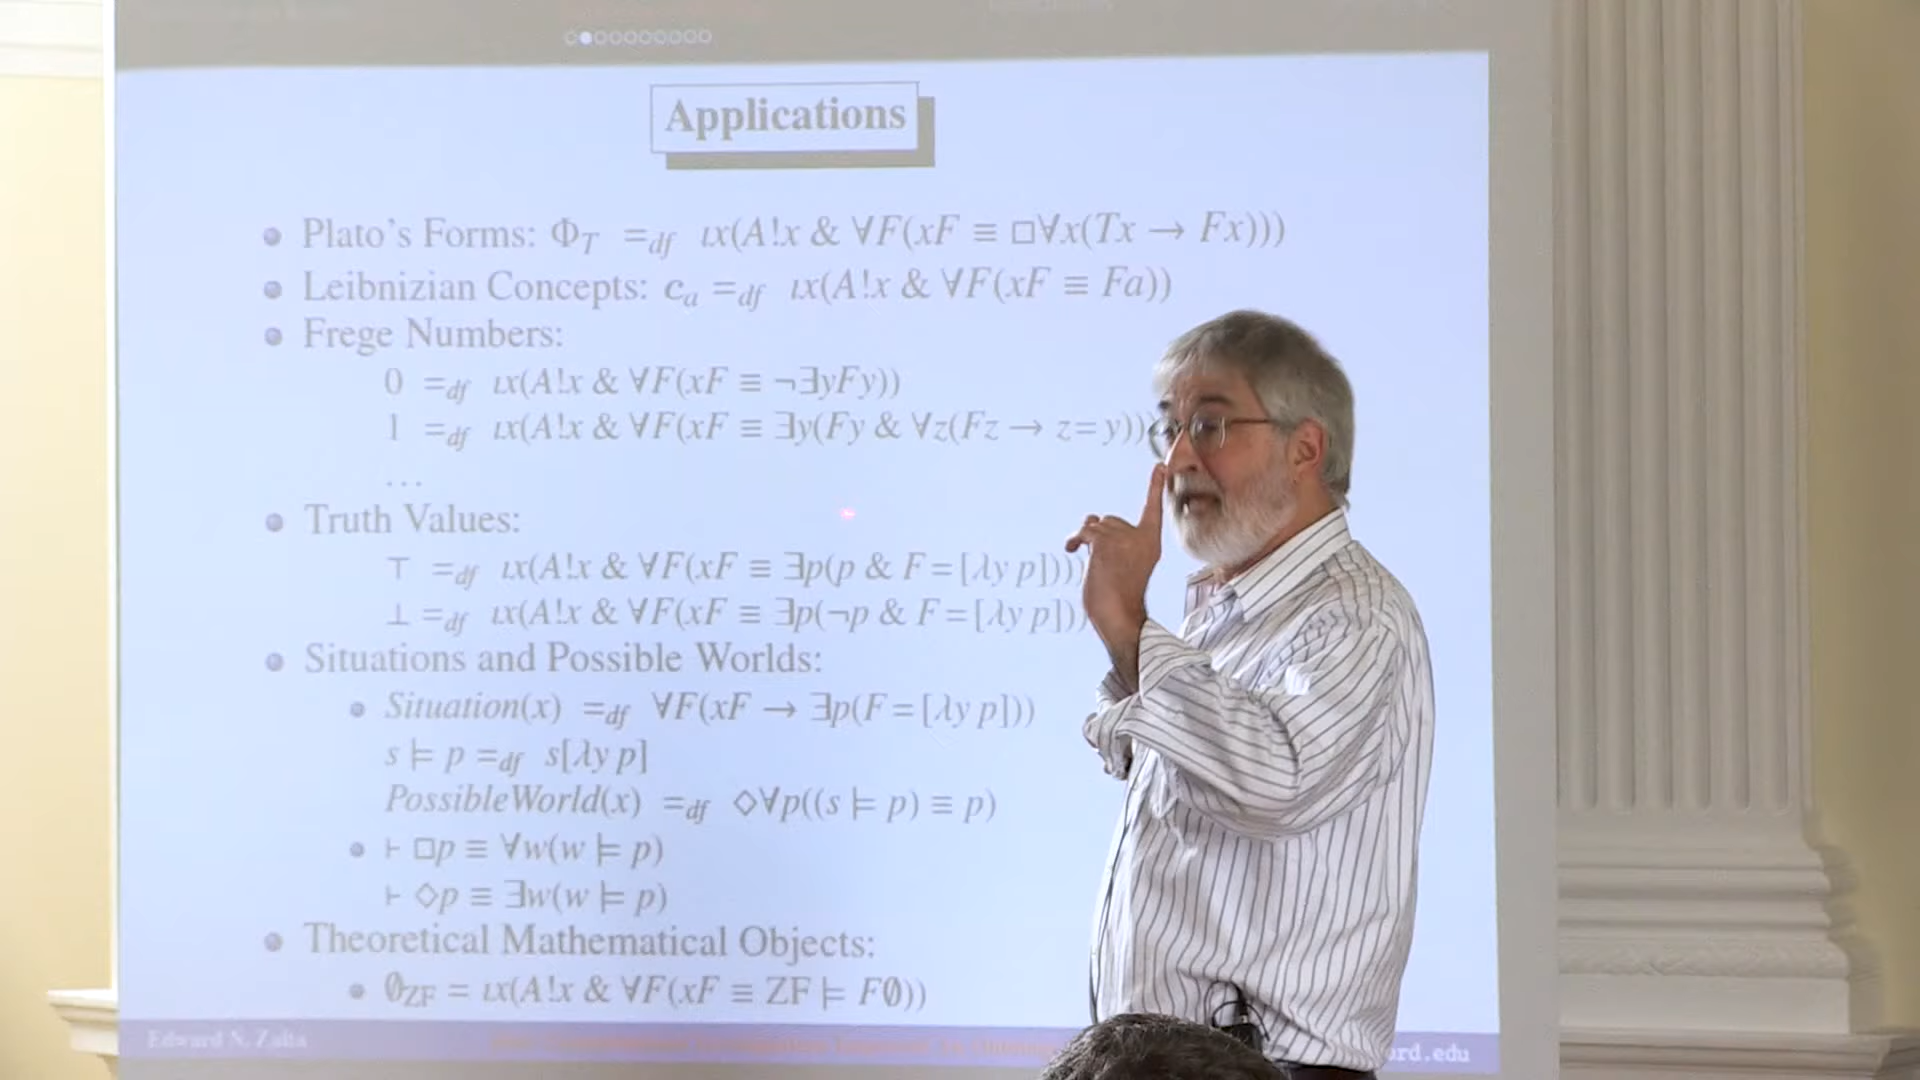 Applications
Plato's Forms: Φ_T =_df ιx(A!x & ∀F(xF ≡ □∀x(Tx → Fx)))
Leibnizian Concepts: c_a =_df ιx(A!x & ∀F(xF ≡ Fa))
Frege Numbers:
0 =_df ιx(A!x & ∀F(xF ≡ ¬∃yFy))
1 =_df ιx(A!x & ∀F(xF ≡ ∃y(Fy & ∀z(Fz → z=y))
...
Truth Values:
⊤ =_df ιx(A!x & ∀F(xF ≡ ∃p(p & F=[λy p])))
⊥ =_df ιx(A!x & ∀F(xF ≡ ∃p(¬p & F=[λy p])
Situations and Possible Worlds:
Situation(x) =_df ∀F(xF → ∃p(F=[λy p]))
s ⊨ p =_df s[λy p]
PossibleWorld(x) =_df ◇∀p((s ⊨ p) ≡ p)
⊢ □p ≡ ∀w(w ⊨ p)
⊢ ◇p ≡ ∃w(w ⊨ p)
Theoretical Mathematical Objects:
∅_ZF = ιx(A!x & ∀F(xF ≡ ZF ⊨ F∅))
Edward N. Zalta ord.edu